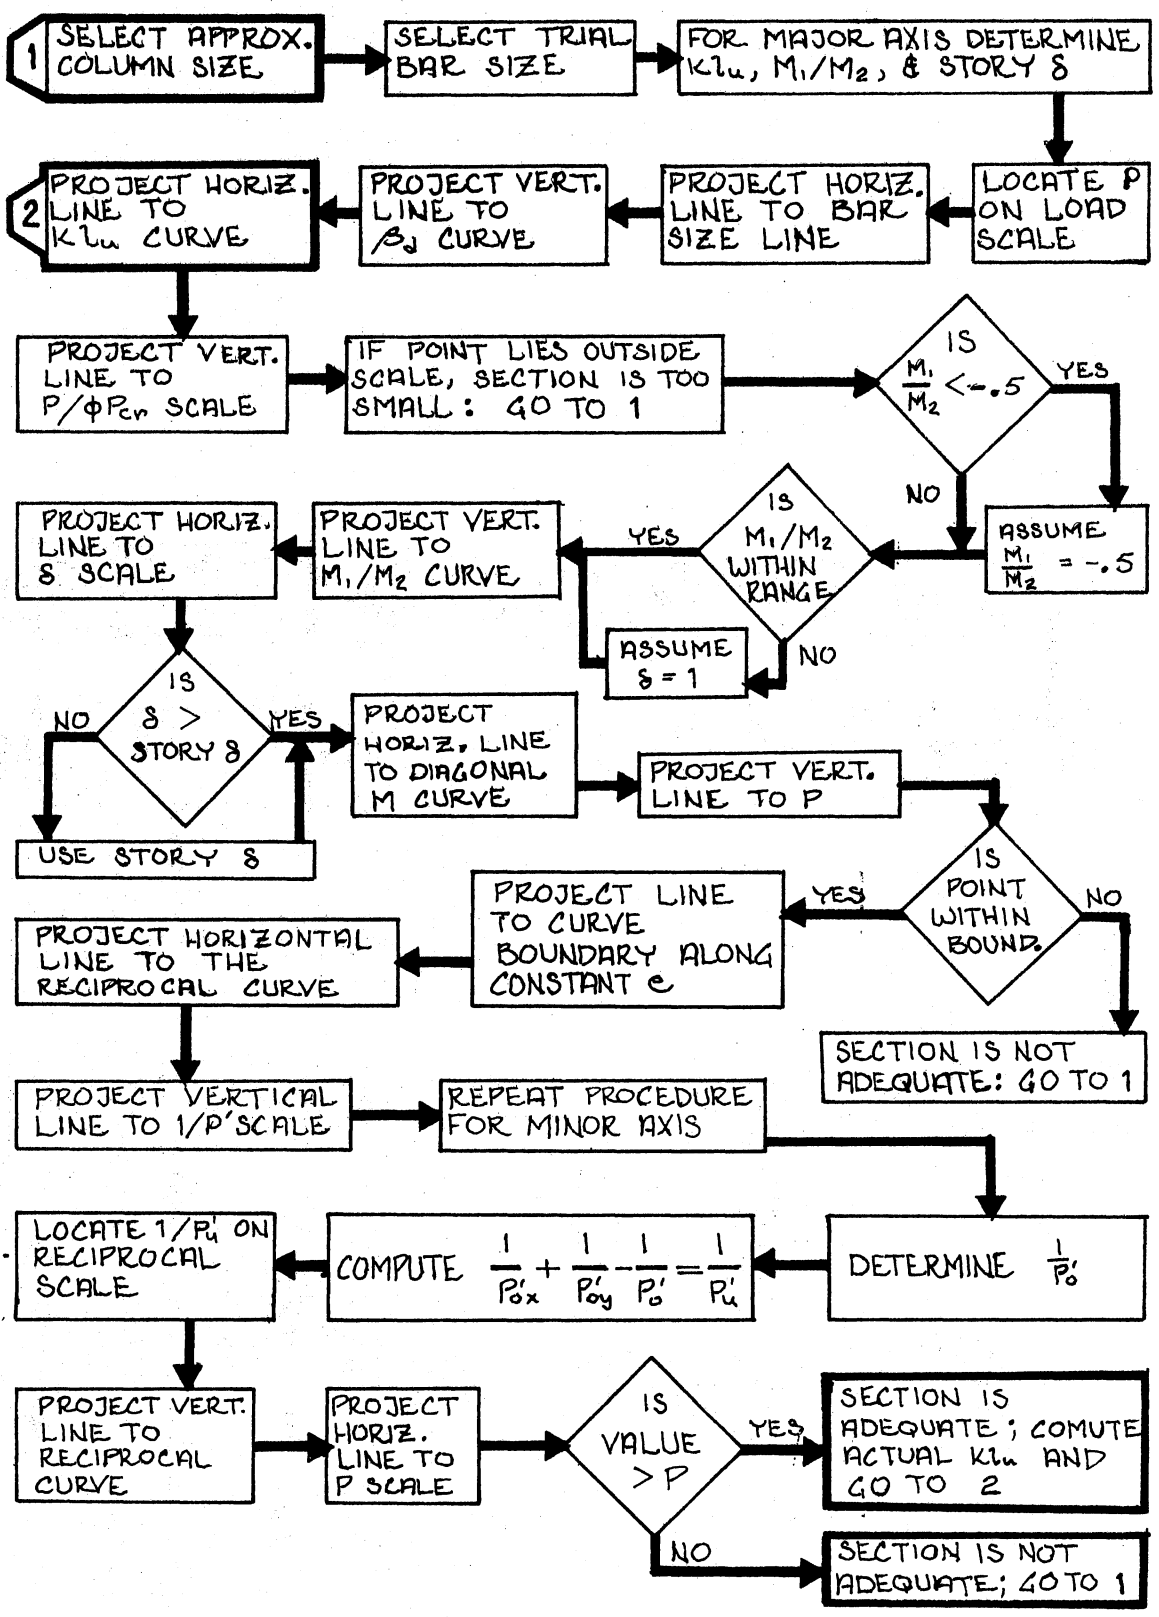 1
SELECT APPROX.
COLUMN SIZE
SELECT TRIAL
BAR SIZE
FOR MAJOR AXIS DETERMINE
Klu, M1/M2, & STORY δ
LOCATE P
ON LOAD
SCALE
PROJECT HORIZ.
LINE TO BAR
SIZE LINE
PROJECT VERT.
LINE TO
βd CURVE
2
PROJECT HORIZ.
LINE TO
Klu CURVE
PROJECT VERT.
LINE TO
P/ϕPcr SCALE
IF POINT LIES OUTSIDE
SCALE, SECTION IS TOO
SMALL: GO TO 1
IS
M1/M2 <-.5
YES
NO
ASSUME
M1/M2 = -.5
IS
M1/M2
WITHIN
RANGE
YES
NO
ASSUME
δ = 1
PROJECT VERT.
LINE TO
M1/M2 CURVE
PROJECT HORIZ.
LINE TO
δ SCALE
IS
δ >
STORY δ
NO
YES
USE STORY δ
PROJECT
HORIZ. LINE
TO DIAGONAL
M CURVE
PROJECT VERT.
LINE TO P
IS
POINT
WITHIN
BOUND.
YES
NO
SECTION IS NOT
ADEQUATE: GO TO 1
PROJECT LINE
TO CURVE
BOUNDARY ALONG
CONSTANT e
PROJECT HORIZONTAL
LINE TO THE
RECIPROCAL CURVE
PROJECT VERTICAL
LINE TO 1/P' SCALE
REPEAT PROCEDURE
FOR MINOR AXIS
DETERMINE 1/P'o
COMPUTE 1/P'ox + 1/P'oy - 1/P'o = 1/P'u
LOCATE 1/P'u ON
RECIPROCAL
SCALE
PROJECT VERT.
LINE TO
RECIPROCAL
CURVE
PROJECT
HORIZ.
LINE TO
P SCALE
IS
VALUE
> P
YES
NO
SECTION IS
ADEQUATE; COMUTE
ACTUAL Klu AND
GO TO 2
SECTION IS NOT
ADEQUATE; GO TO 1